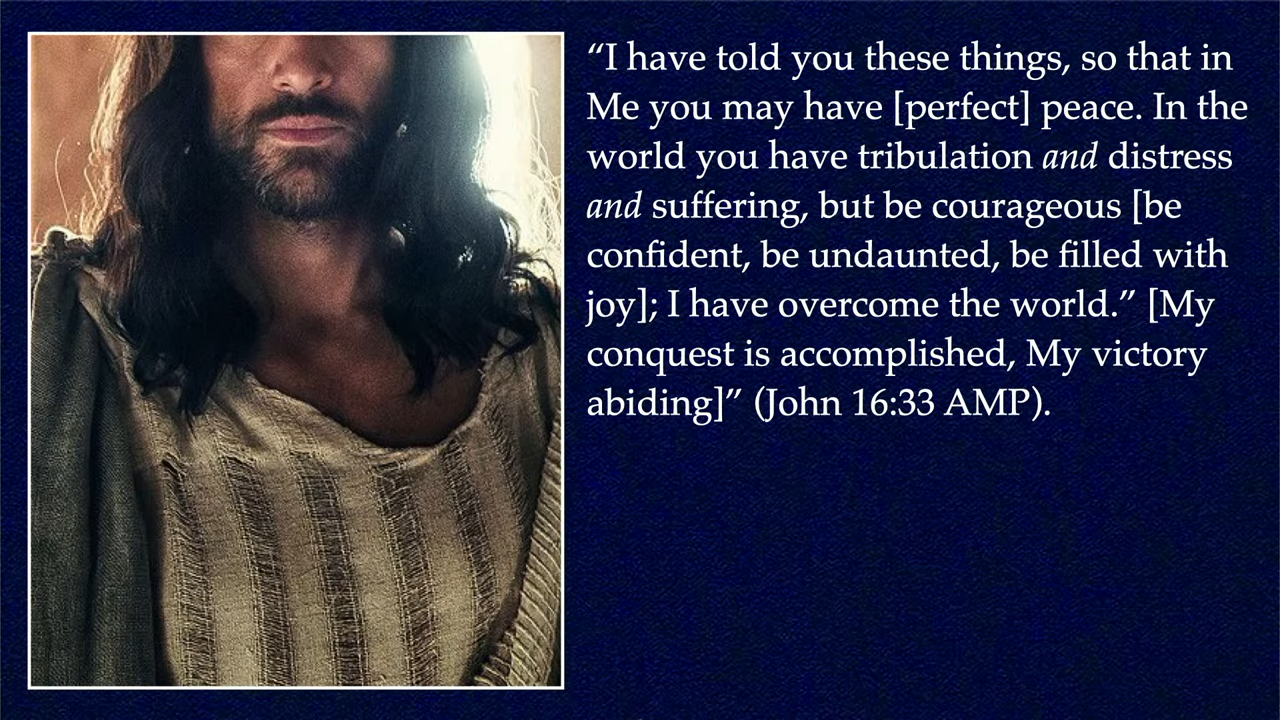 “I have told you these things, so that in
Me you may have [perfect] peace. In the
world you have tribulation and distress
and suffering, but be courageous [be
confident, be undaunted, be filled with
joy]; I have overcome the world.” [My
conquest is accomplished, My victory
abiding]” (John 16:33 AMP).